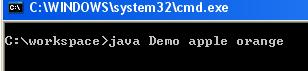 C:\WINDOWS\system32\cmd.exe
C:\workspace>java Demo apple orange